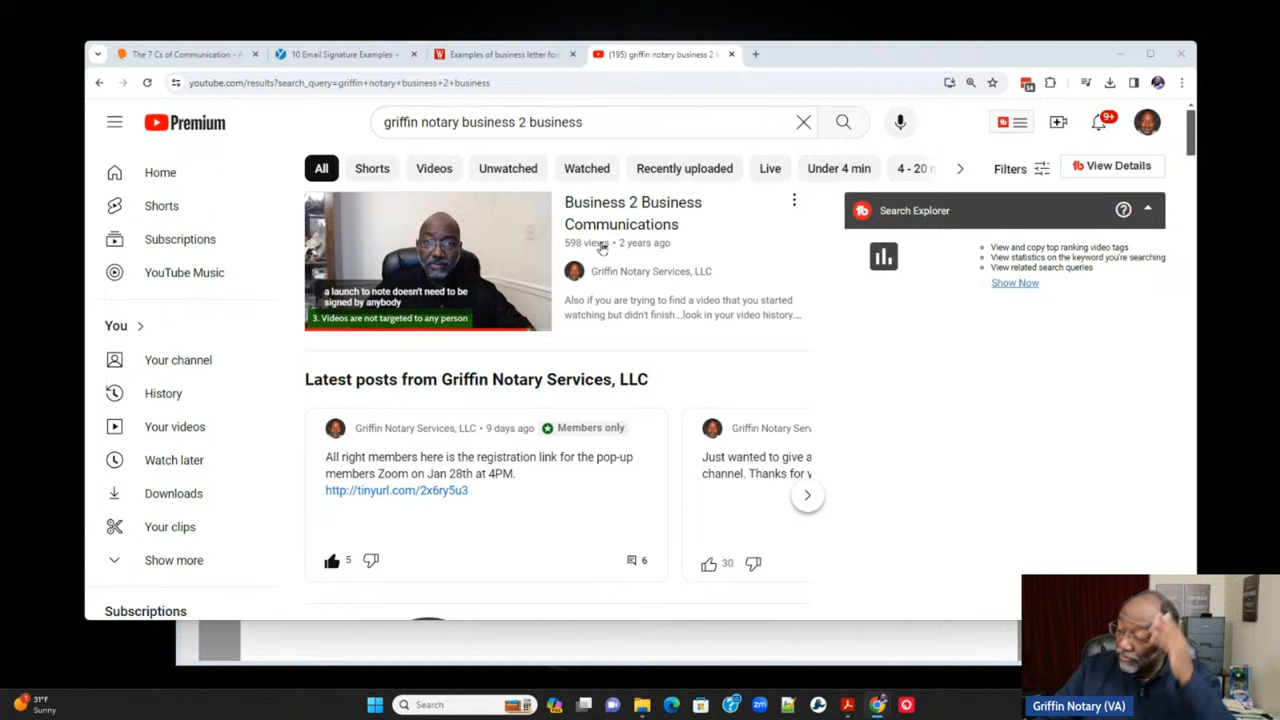 The 7 Cs of Communication - A
10 Email Signature Examples -
Examples of business letter for
(195) griffin notary business 2 b
youtube.com/results?search_query=griffin+notary+business+2+business
Premium
griffin notary business 2 business
9+
All
Shorts
Videos
Unwatched
Watched
Recently uploaded
Live
Under 4 min
4 - 20 n
Filters
View Details
Home
Shorts
Subscriptions
YouTube Music
You
Your channel
History
Your videos
Watch later
Downloads
Your clips
Show more
Subscriptions
a launch to note doesn't need to be
signed by anybody
3. Videos are not targeted to any person
Business 2 Business
Communications
598 views • 2 years ago
Griffin Notary Services, LLC
Also if you are trying to find a video that you started
watching but didn't finish...look in your video history....
Search Explorer
View and copy top ranking video tags
View statistics on the keyword you're searching
View related search queries
Show Now
Latest posts from Griffin Notary Services, LLC
Griffin Notary Services, LLC • 9 days ago
Members only
All right members here is the registration link for the pop-up
members Zoom on Jan 28th at 4PM.
http://tinyurl.com/2x6ry5u3
5
6
Griffin Notary Serv
Just wanted to give a
channel. Thanks for
30
31°F
Sunny
Search
Griffin Notary (VA)